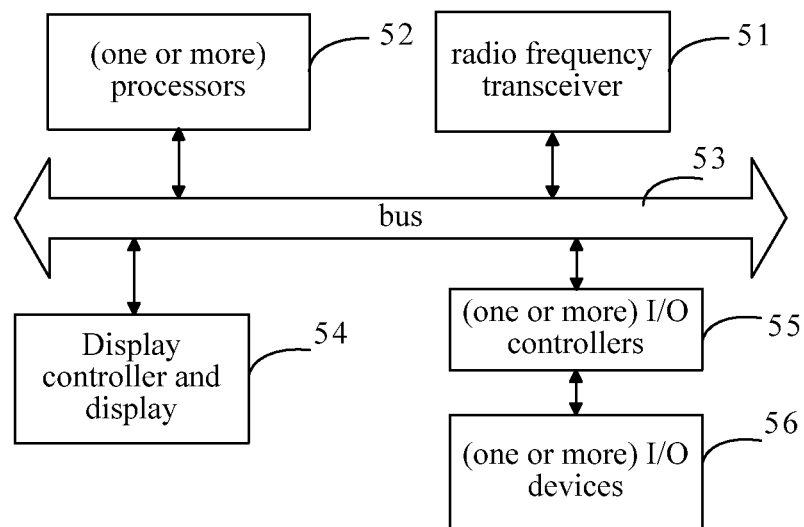 (one or more)
processors
52
radio frequency
transceiver
51
53
bus
Display
controller and
display
54
(one or more) I/O
controllers
55
(one or more) I/O
devices
56